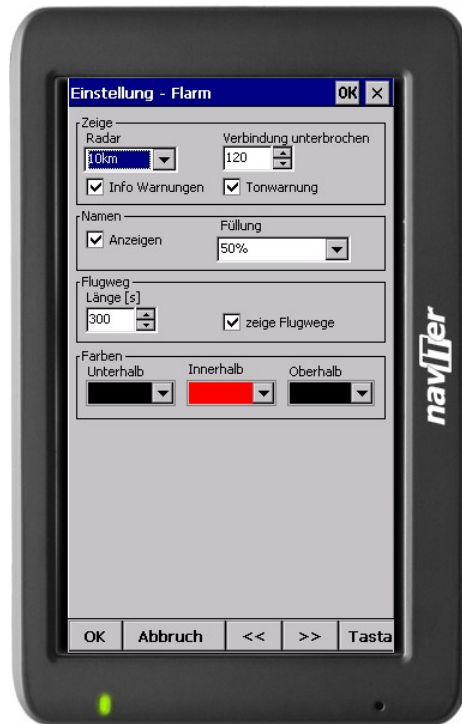 Einstellung - Flarm OK ×
Zeige
Radar Verbindung unterbrochen
10km 120
Info Warnungen Tonwarnung
Namen
Anzeigen Füllung
50%
Flugweg
Länge [s]
300 zeige Flugwege
Farben
Unterhalb Innerhalb Oberhalb
OK Abbruch << >> Tasta
naviter